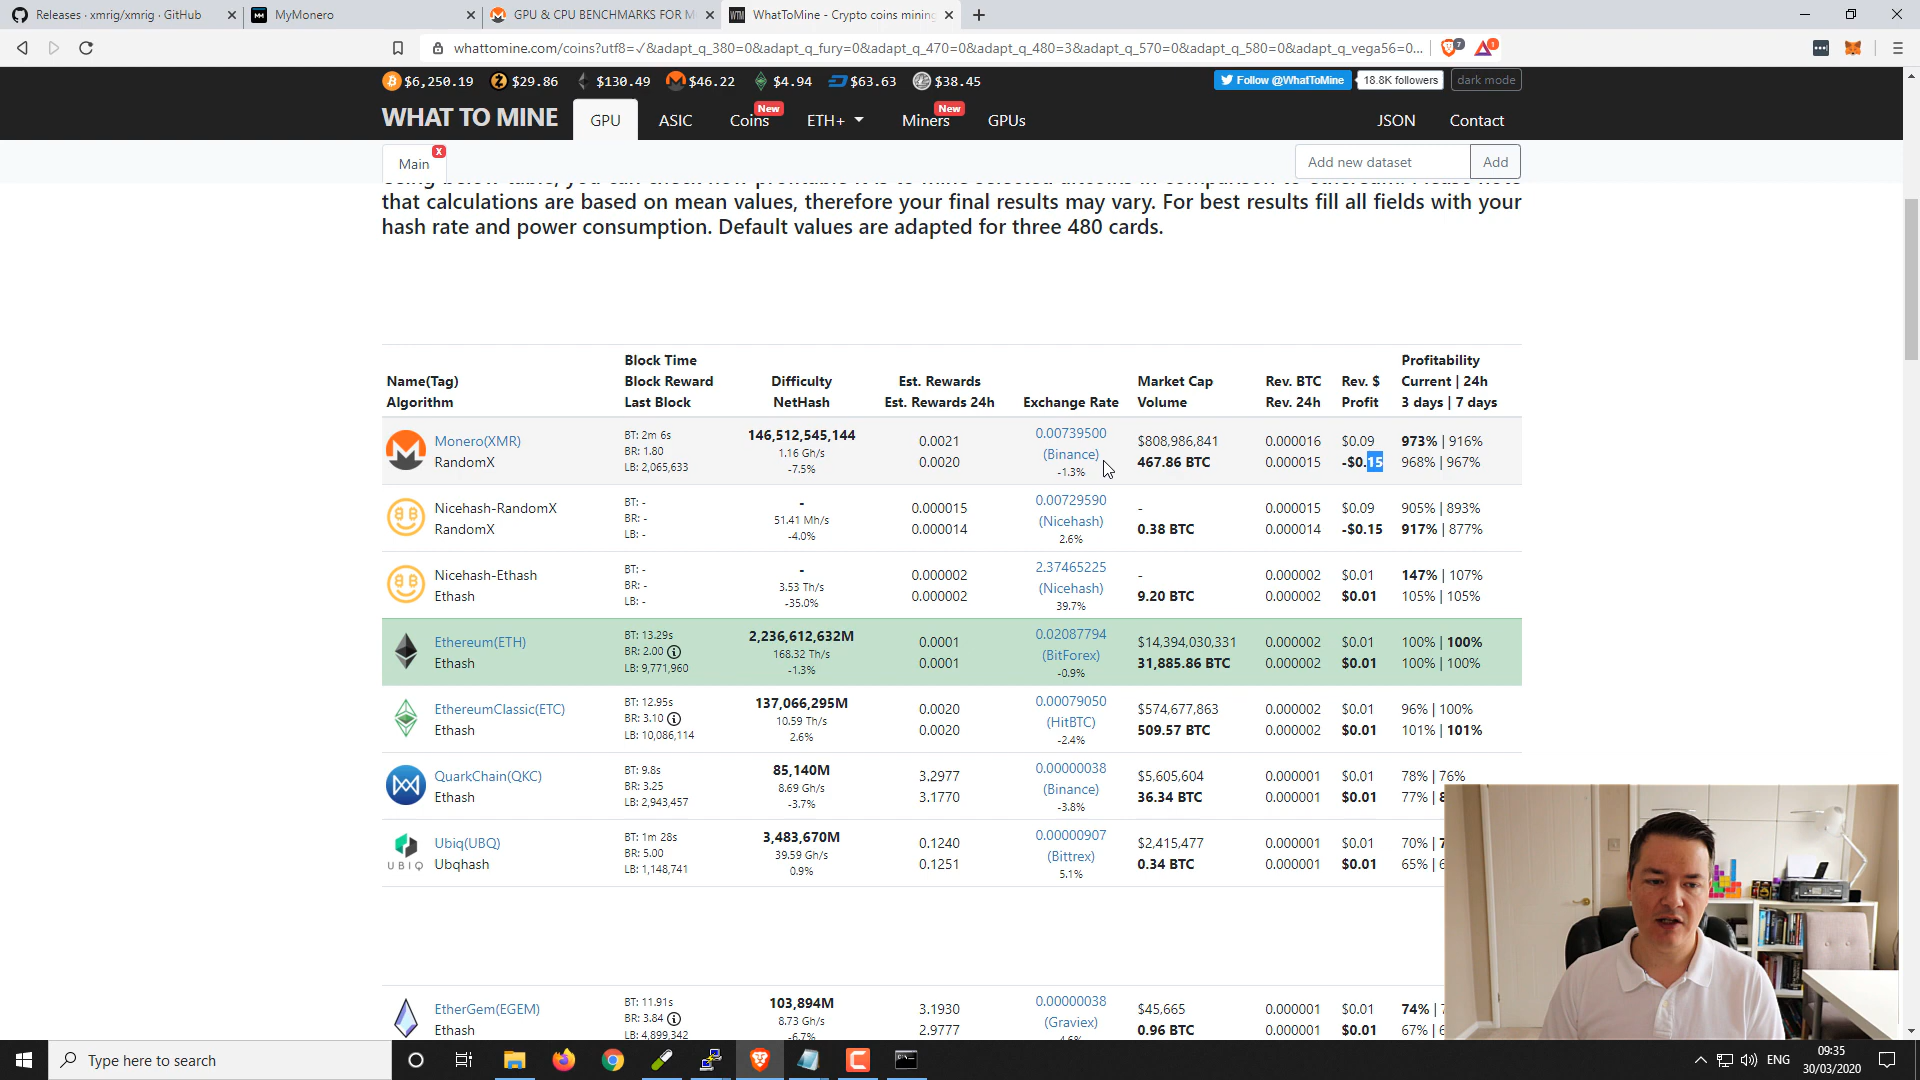 Releases · xmrig/xmrig · GitHub
MyMonero
GPU & CPU BENCHMARKS FOR M
WhatToMine - Crypto coins mining
whattomine.com/coins?utf8=✓&adapt_q_380=0&adapt_q_fury=0&adapt_q_470=0&adapt_q_480=3&adapt_q_570=0&adapt_q_580=0&adapt_q_vega56=0...
7
1
$6,250.19 $29.86 $130.49 $46.22 $4.94 $63.63 $38.45
Follow @WhatToMine 18.8K followers dark mode
WHAT TO MINE GPU ASIC Coins New ETH+ Miners New GPUs JSON Contact
Main X Add new dataset Add
Using below table, you can check how profitable it is to mine selected altcoins in comparison to ethereum. Please note
that calculations are based on mean values, therefore your final results may vary. For best results fill all fields with your
hash rate and power consumption. Default values are adapted for three 480 cards.
Block Time Profitability
Name(Tag) Block Reward Difficulty Est. Rewards Market Cap Rev. BTC Rev. $ Current | 24h
Algorithm Last Block NetHash Est. Rewards 24h Exchange Rate Volume Rev. 24h Profit 3 days | 7 days
Monero(XMR)
RandomX
BT: 2m 6s
BR: 1.80
LB: 2,065,633
146,512,545,144
1.16 Gh/s
-7.5%
0.0021
0.0020
0.00739500
(Binance)
-1.3%
$808,986,841
467.86 BTC
0.000016
0.000015
$0.09
-$0.15
973% | 916%
968% | 967%
Nicehash-RandomX
RandomX
BT: -
BR: -
LB: -
-
51.41 Mh/s
-4.0%
0.000015
0.000014
0.00729590
(Nicehash)
2.6%
-
0.38 BTC
0.000015
0.000014
$0.09
-$0.15
905% | 893%
917% | 877%
Nicehash-Ethash
Ethash
BT: -
BR: -
LB: -
-
3.53 Th/s
-35.0%
0.000002
0.000002
2.37465225
(Nicehash)
39.7%
-
9.20 BTC
0.000002
0.000002
$0.01
$0.01
147% | 107%
105% | 105%
Ethereum(ETH)
Ethash
BT: 13.29s
BR: 2.00
LB: 9,771,960
2,236,612,632M
168.32 Th/s
-1.3%
0.0001
0.0001
0.02087794
(BitForex)
-0.9%
$14,394,030,331
31,885.86 BTC
0.000002
0.000002
$0.01
$0.01
100% | 100%
100% | 100%
EthereumClassic(ETC)
Ethash
BT: 12.95s
BR: 3.10
LB: 10,086,114
137,066,295M
10.59 Th/s
2.6%
0.0020
0.0020
0.00079050
(HitBTC)
-2.4%
$574,677,863
509.57 BTC
0.000002
0.000002
$0.01
$0.01
96% | 100%
101% | 101%
QuarkChain(QKC)
Ethash
BT: 9.8s
BR: 3.25
LB: 2,943,457
85,140M
8.69 Gh/s
-3.7%
3.2977
3.1770
0.00000038
(Binance)
-3.8%
$5,605,604
36.34 BTC
0.000001
0.000001
$0.01
$0.01
78% | 76%
77% |
UBIQ
Ubiq(UBQ)
Ubqhash
BT: 1m 28s
BR: 5.00
LB: 1,148,741
3,483,670M
39.59 Gh/s
0.9%
0.1240
0.1251
0.00000907
(Bittrex)
5.1%
$2,415,477
0.34 BTC
0.000001
0.000001
$0.01
$0.01
70% |
65% |
EtherGem(EGEM)
Ethash
BT: 11.91s
BR: 3.84
LB: 4,899,342
103,894M
8.73 Gh/s
-6.7%
3.1930
2.9777
0.00000038
(Graviex)
$45,665
0.96 BTC
0.000001
0.000001
$0.01
$0.01
74% |
67% |
Type here to search
ENG
09:35
30/03/2020